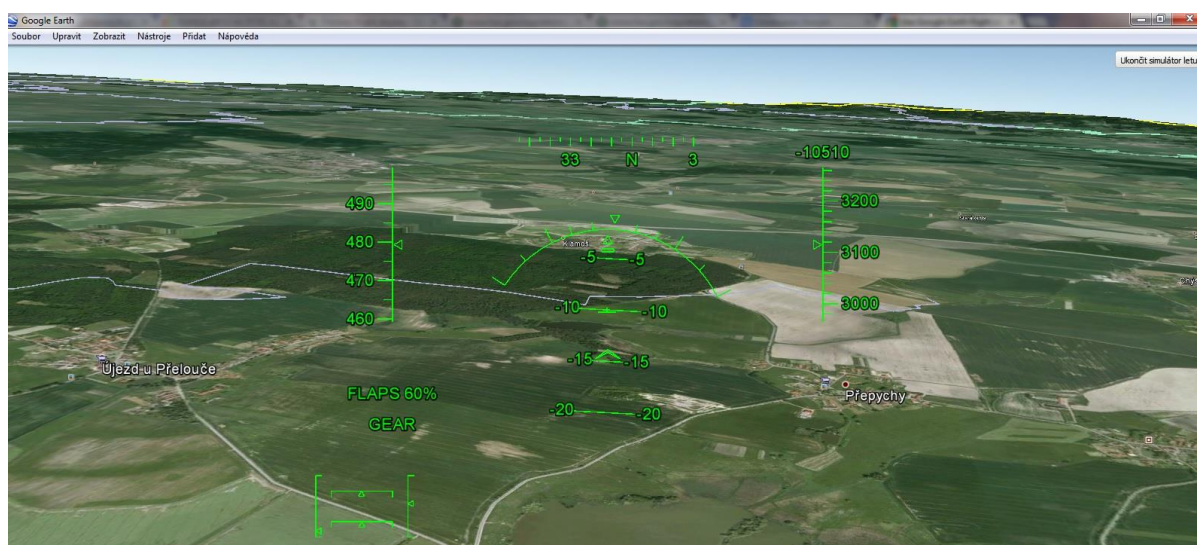 Google Earth
Soubor Upravit Zobrazit Nástroje Přidat Nápověda
Ukončit simulátor letu
33 N 3
-10510
490
480
470
460
3200
3100
3000
Klamoš
-5 -5
-10 -10
-15 -15
-20 -20
Újezd u Přelouče
Přepychy
FLAPS 60%
GEAR